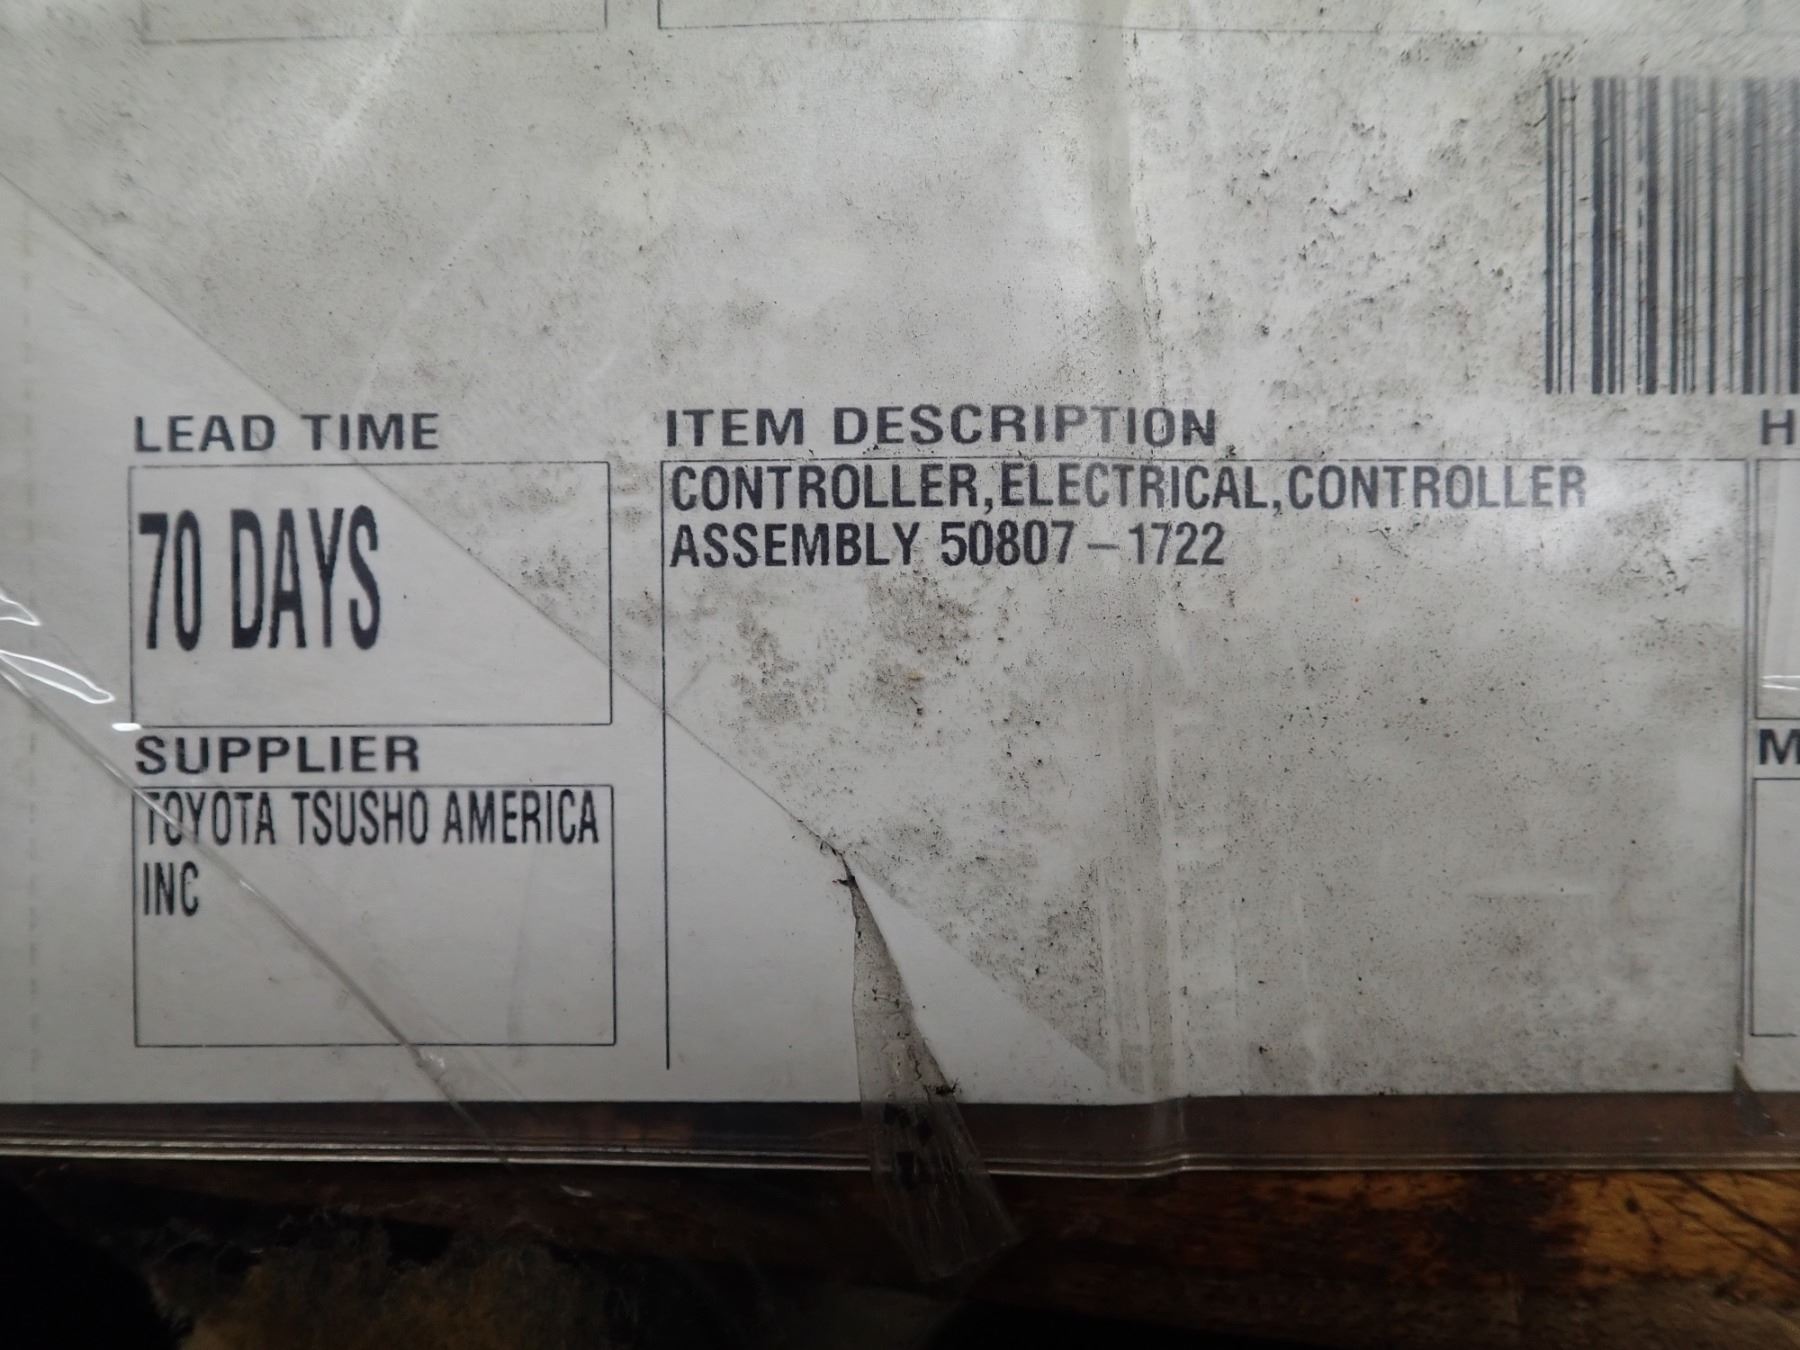 LEAD TIME
70 DAYS
SUPPLIER
TOYOTA TSUSHO AMERICA
INC
ITEM DESCRIPTION
CONTROLLER,ELECTRICAL,CONTROLLER
ASSEMBLY 50807-1722
H
M